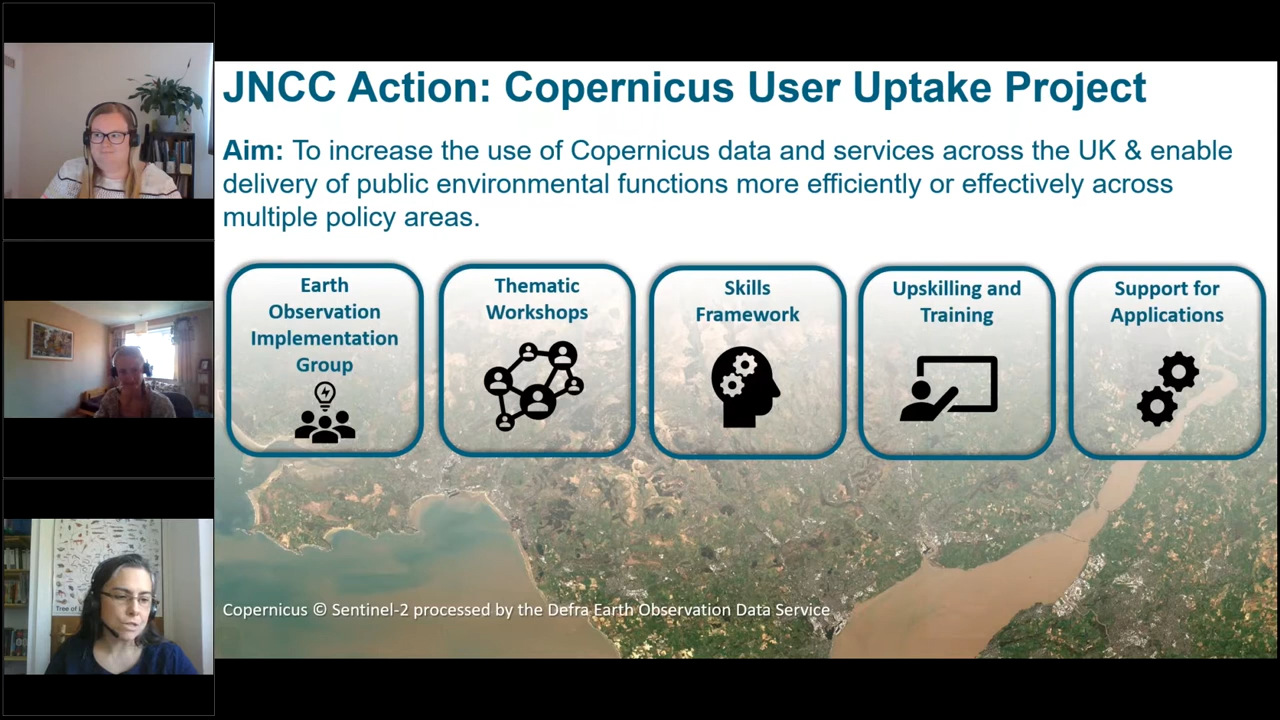 JNCC Action: Copernicus User Uptake Project
Aim: To increase the use of Copernicus data and services across the UK & enable
delivery of public environmental functions more efficiently or effectively across
multiple policy areas.
Earth
Observation
Implementation
Group
Thematic
Workshops
Skills
Framework
Upskilling and
Training
Support for
Applications
Copernicus © Sentinel-2 processed by the Defra Earth Observation Data Service